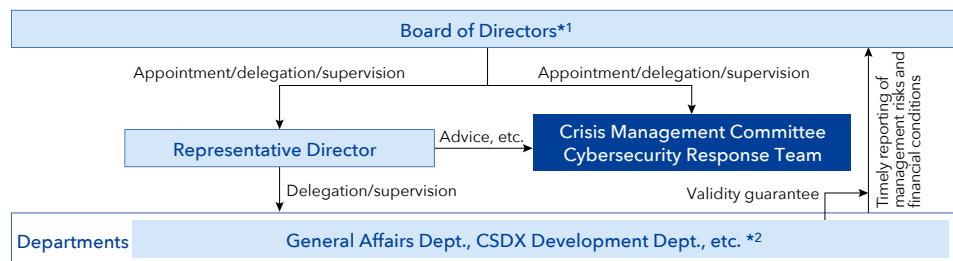 Board of Directors*1
Appointment/delegation/supervision
Appointment/delegation/supervision
Representative Director
Advice, etc.
Crisis Management Committee
Cybersecurity Response Team
Timely reporting of
management risks and
financial conditions
Delegation/supervision
Validity guarantee
Departments
General Affairs Dept., CSDX Development Dept., etc. *2